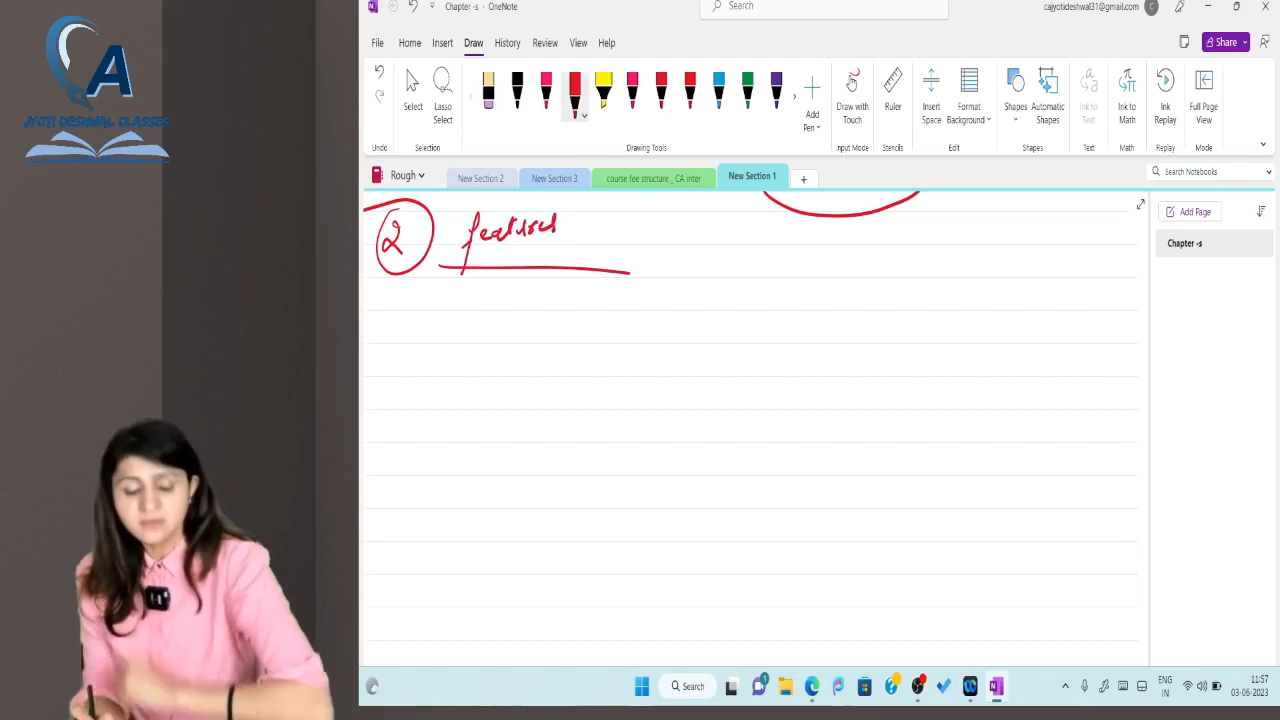 CA
JYOTI DESHWAL CLASSES
Chapter -s - OneNote
Search
cajyotideshwal31@gmail.com
C
File Home Insert Draw History Review View Help
Share
Select
Lasso Select
Add Pen
Draw with Touch
Ruler
Insert Space
Format Background
Shapes
Automatic Shapes
Ink to Text
Ink to Math
Ink Replay
Full Page View
Undo
Selection
Drawing Tools
Input Mode
Stencils
Edit
Shapes
Text
Math
Replay
Mode
Rough
New Section 2
New Section 3
course fee structure _ CA inter
New Section 1
+
Search Notebooks
Add Page
Chapter -s
2 features
Search
ENG IN
11:57
03-06-2023